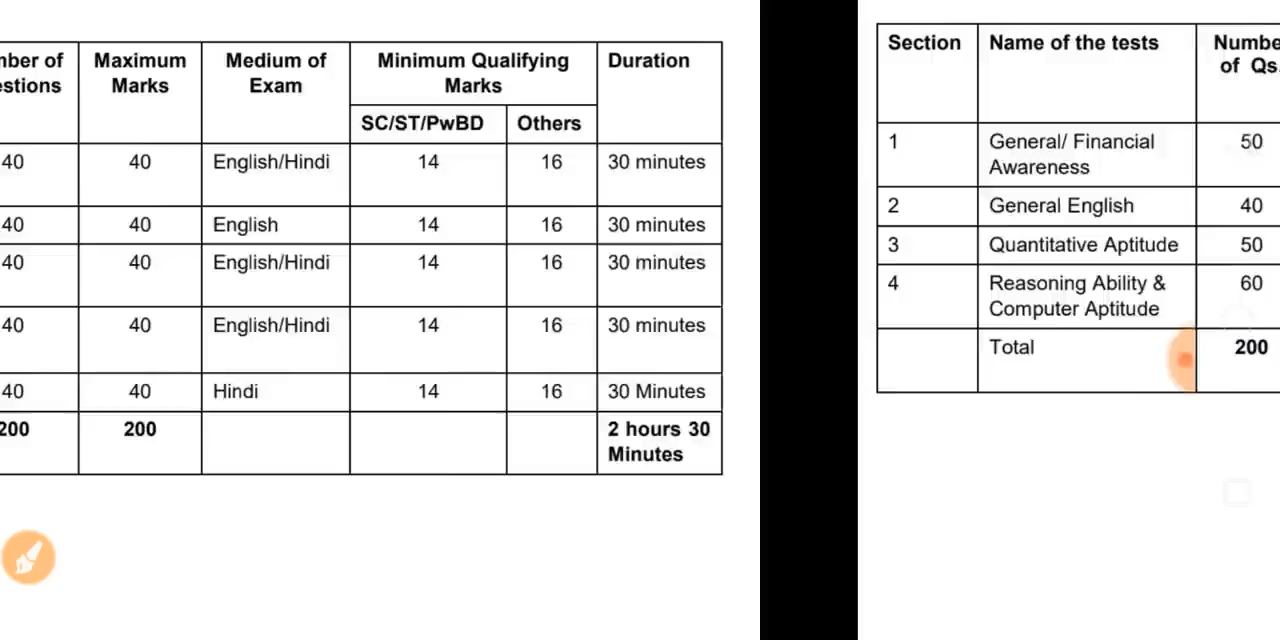 mber of Maximum Medium of Minimum Qualifying Duration
estions Marks Exam Marks
SC/ST/PwBD Others
40 40 English/Hindi 14 16 30 minutes
40 40 English 14 16 30 minutes
40 40 English/Hindi 14 16 30 minutes
40 40 English/Hindi 14 16 30 minutes
40 40 Hindi 14 16 30 Minutes
200 200 2 hours 30
Minutes
Section Name of the tests Numbe
of Qs.
1 General/ Financial 50
Awareness
2 General English 40
3 Quantitative Aptitude 50
4 Reasoning Ability & 60
Computer Aptitude
Total 200